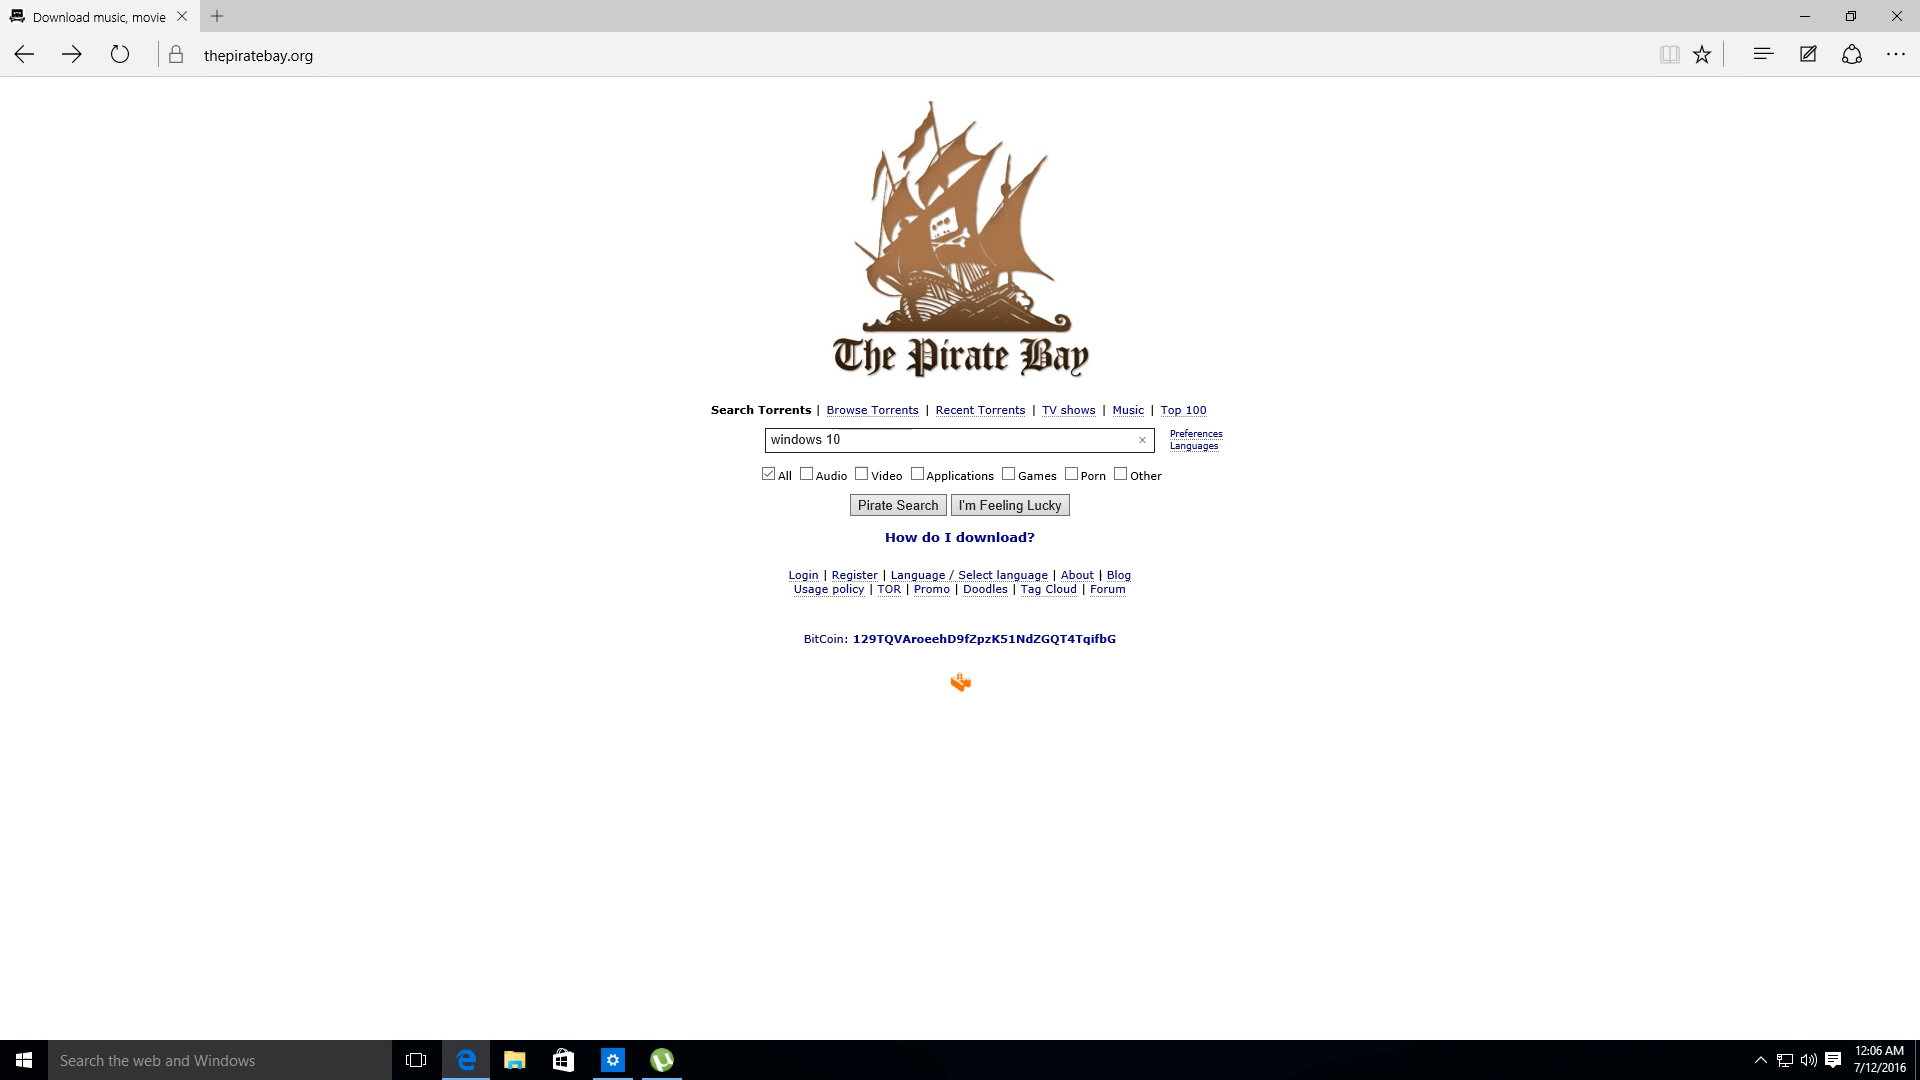 Download music, movie
thepiratebay.org
The Pirate Bay
Search Torrents | Browse Torrents | Recent Torrents | TV shows | Music | Top 100
windows 10
Preferences
Languages
All Audio Video Applications Games Porn Other
Pirate Search I'm Feeling Lucky
How do I download?
Login | Register | Language / Select language | About | Blog
Usage policy | TOR | Promo | Doodles | Tag Cloud | Forum
BitCoin: 129TQVAroeehD9fZpzK51NdZGQT4TqifbG
Search the web and Windows
12:06 AM
7/12/2016